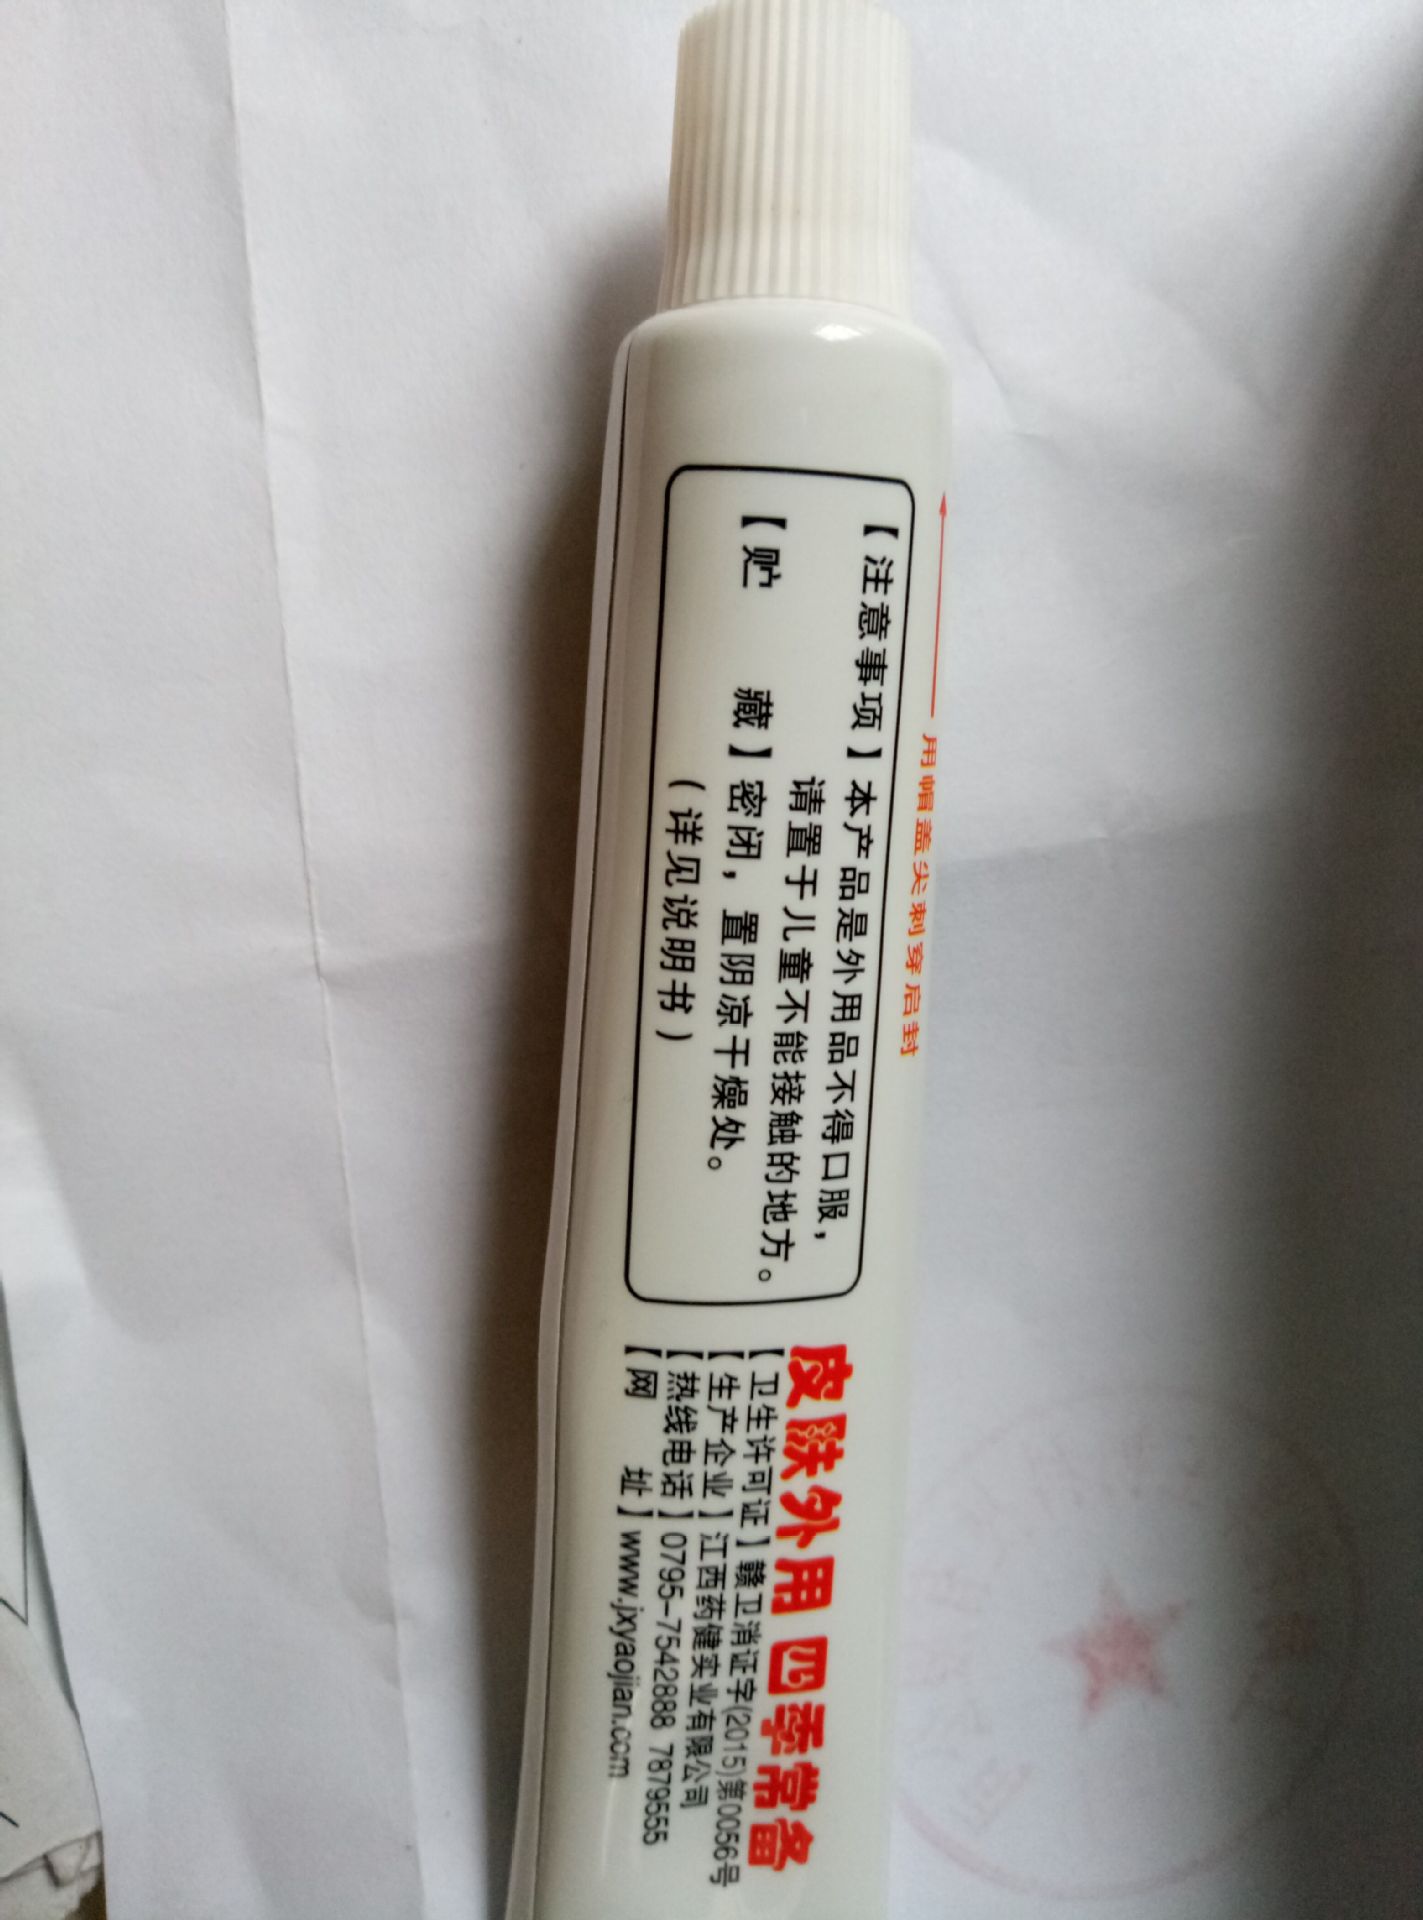 用帽盖尖刺穿启封
【注意事项】本产品是外用品不得口服，
请置于儿童不能接触的地方。
【贮 藏】密闭，置阴凉干燥处。
（详见说明书）
皮肤外用 四季常备
【卫生许可证】赣卫消证字(2015)第0056号
【生产企业】江西药健实业有限公司
【热线电话】0795-7542888 7879555
【网 址】www.jxyaojian.com